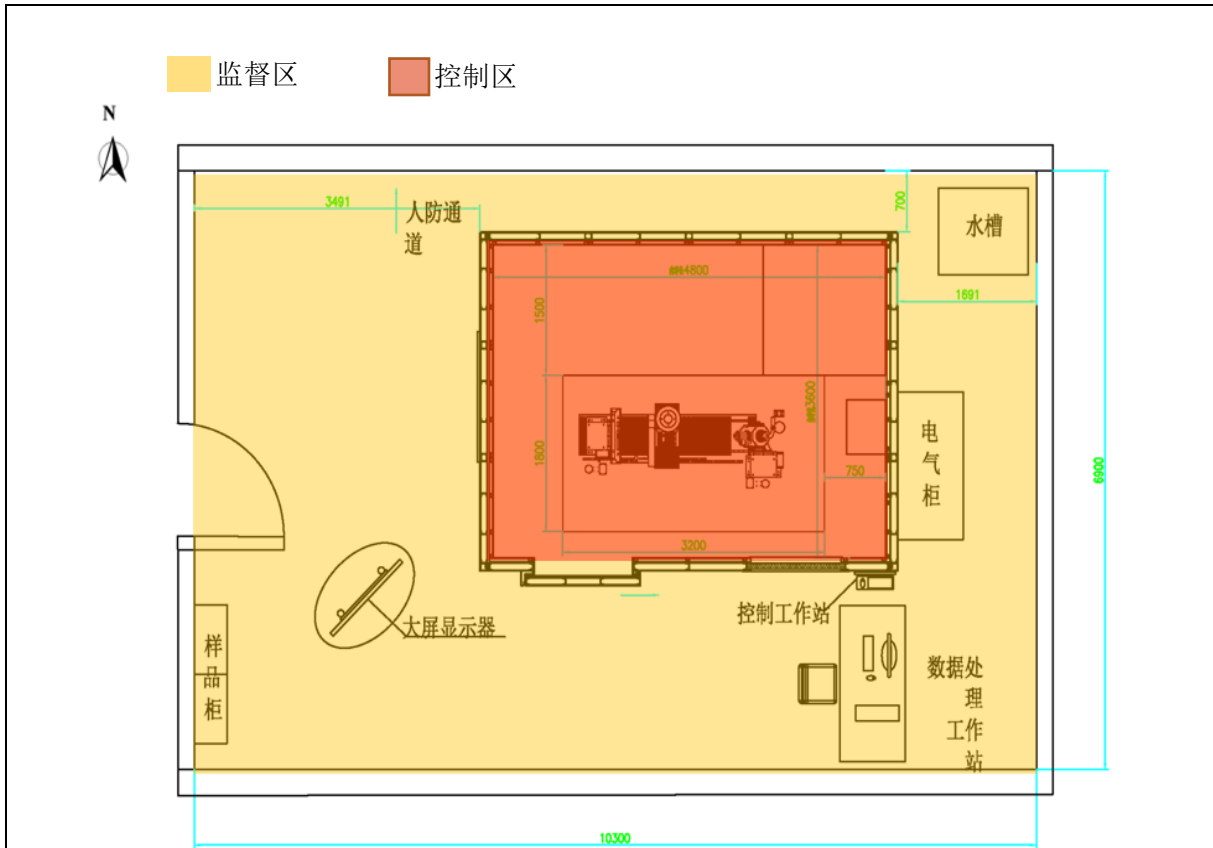 监督区
控制区
N
3491
人防通
道
700
水槽
4800
1691
1500
3600
电
气
柜
1800
750
6900
3200
控制工作站
大屏显示器
样
品
柜
数据处
理
工作
站
10300